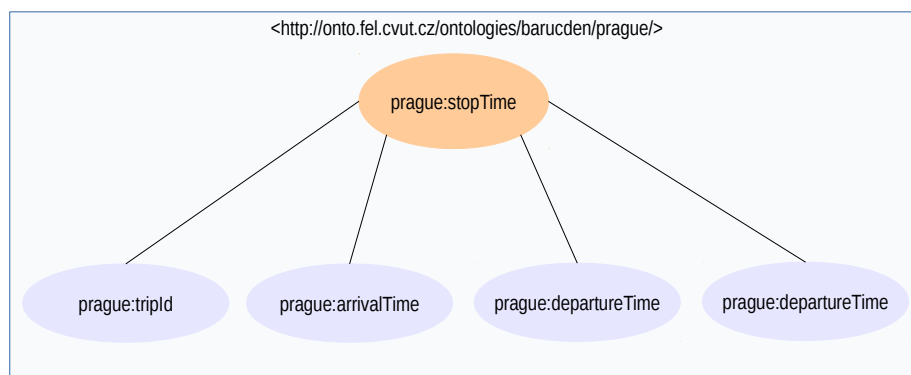 <http://onto.fel.cvut.cz/ontologies/barucden/prague/>
prague:stopTime
prague:tripId
prague:arrivalTime
prague:departureTime
prague:departureTime